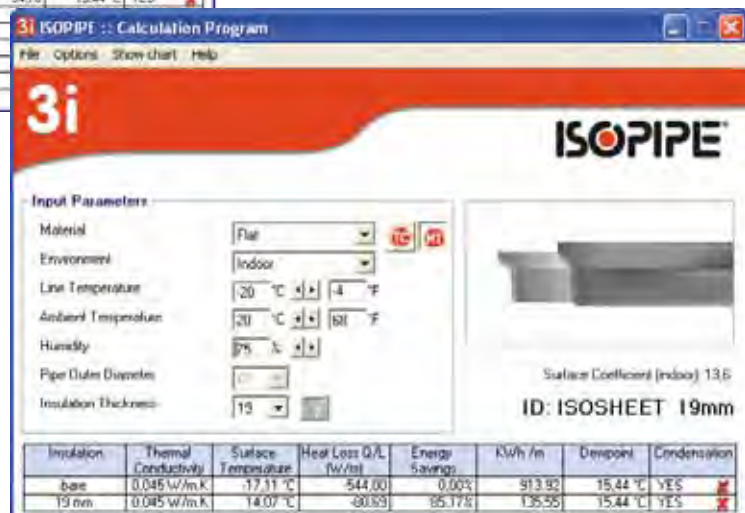 3i ISOPIPE :: Calculation Program
File Options Show chart Help
3i
ISOPIPE
Input Parameters
Material Flat TC MT
Environment Indoor
Line Temperature -20 °C -4 °F
Ambient Temperature 20 °C 68 °F
Humidity 75 %
Pipe Outer Diameter
Insulation Thickness 19
Surface Coefficient (indoor) 13,6
ID: ISOSHEET 19mm
Insulation Thermal Conductivity Surface Temperature Heat Loss Q/L (W/m) Energy Savings KWh /m Dewpoint Condensation
base 0,045 W/m.K -17,11 °C -544,00 0,00% 913,92 15,44 °C YES
19 mm 0,045 W/m.K 14,07 °C -80,69 85,17% 135,55 15,44 °C YES